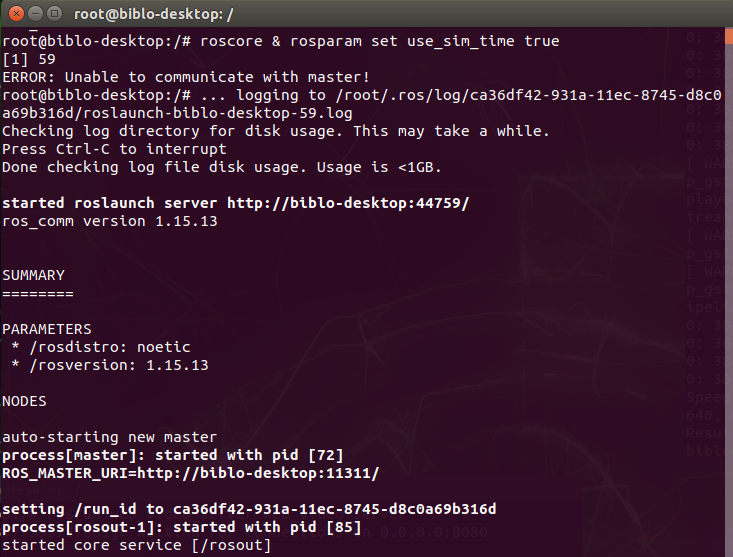 root@biblo-desktop: /
root@biblo-desktop:/# roscore & rosparam set use_sim_time true
[1] 59
ERROR: Unable to communicate with master!
root@biblo-desktop:/# ... logging to /root/.ros/log/ca36df42-931a-11ec-8745-d8c0
a69b316d/roslaunch-biblo-desktop-59.log
Checking log directory for disk usage. This may take a while.
Press Ctrl-C to interrupt
Done checking log file disk usage. Usage is <1GB.
started roslaunch server http://biblo-desktop:44759/
ros_comm version 1.15.13
SUMMARY
========
PARAMETERS
* /rosdistro: noetic
* /rosversion: 1.15.13
NODES
auto-starting new master
process[master]: started with pid [72]
ROS_MASTER_URI=http://biblo-desktop:11311/
setting /run_id to ca36df42-931a-11ec-8745-d8c0a69b316d
process[rosout-1]: started with pid [85]
started core service [/rosout]